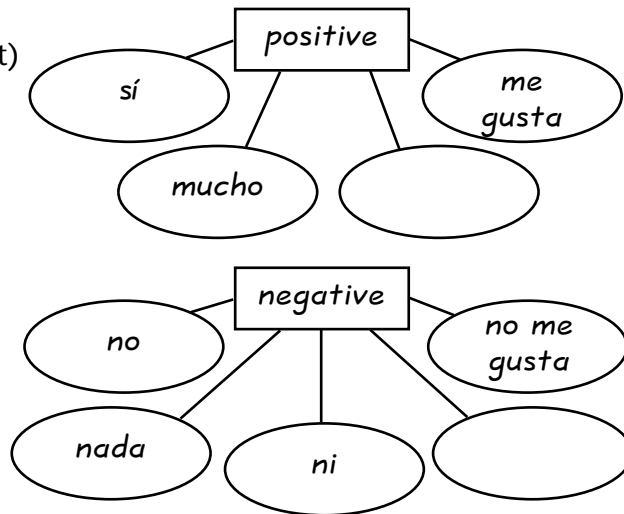 positive
t)
sí
me
gusta
mucho
negative
no
no me
gusta
nada
ni